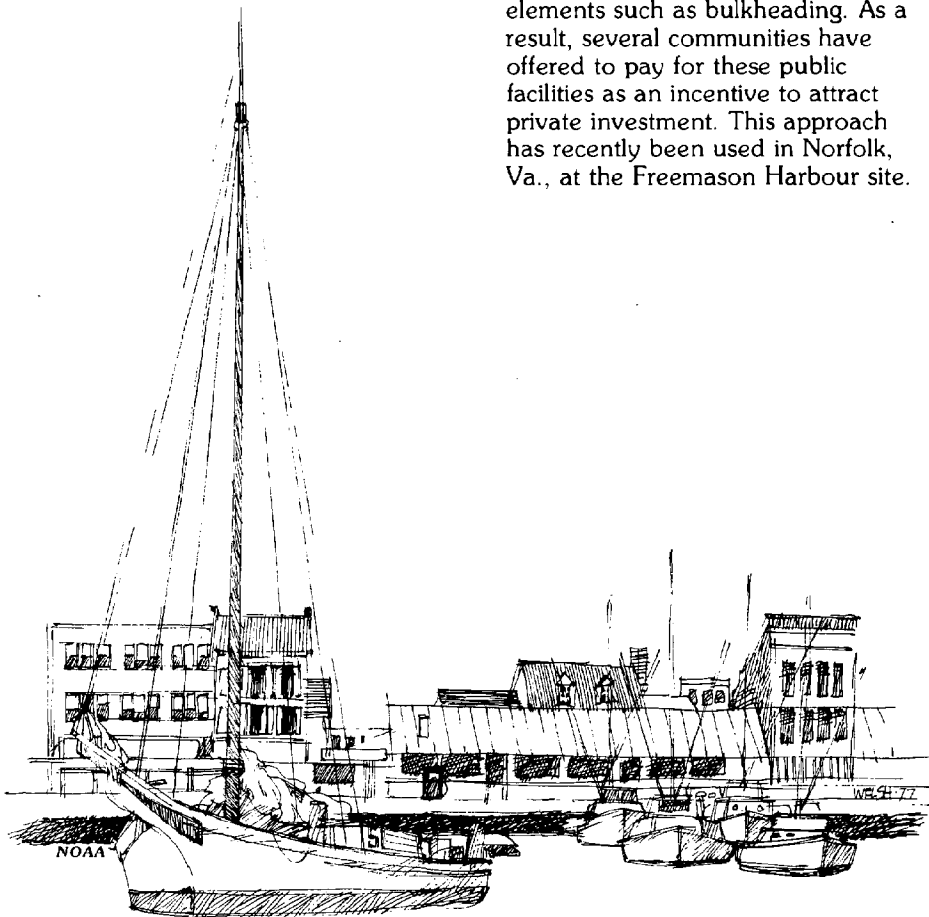 elements such as bulkheading. As a
result, several communities have
offered to pay for these public
facilities as an incentive to attract
private investment. This approach
has recently been used in Norfolk,
Va., at the Freemason Harbour site.
WELSH·77
NOAA